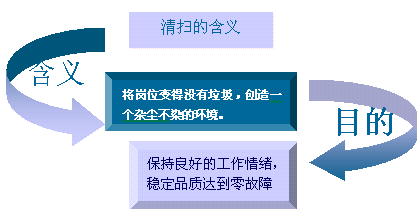 清扫的含义
含义
将岗位变得没有垃圾，创造一
个杂尘不染的环境。
目的
保持良好的工作情绪，
稳定品质达到零故障